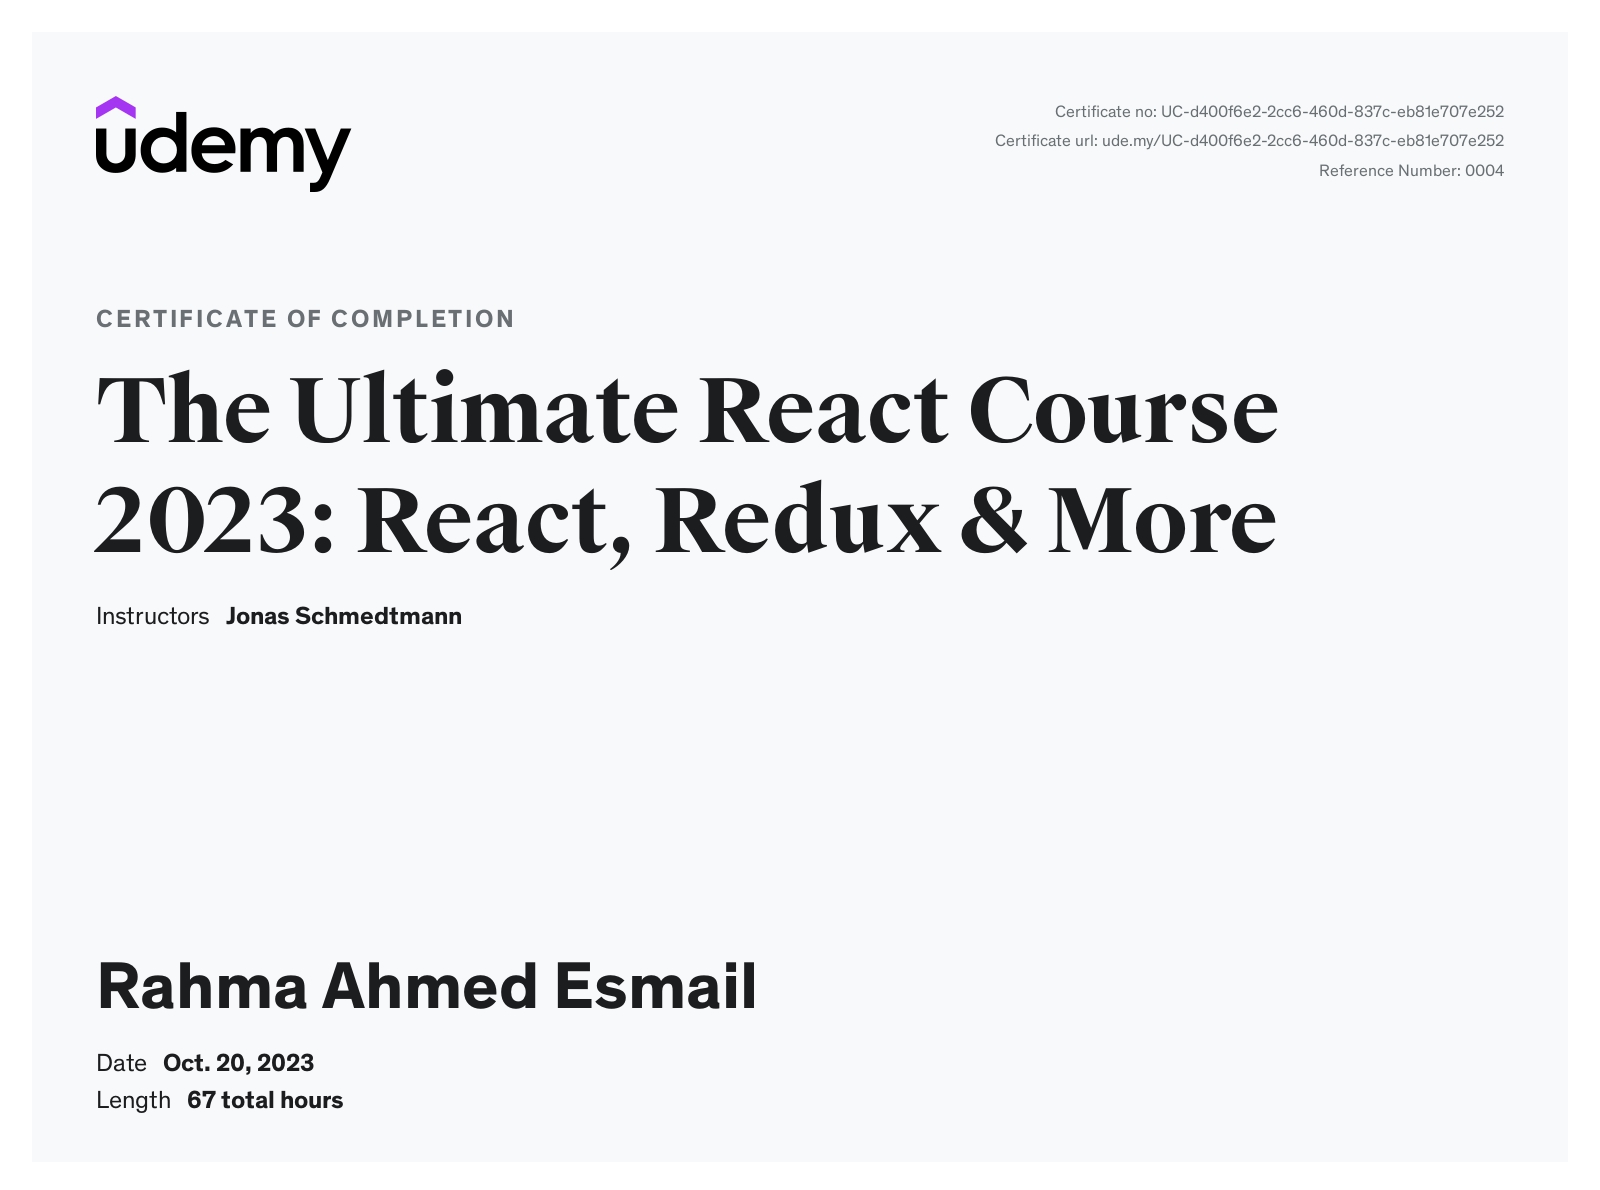 udemy
Certificate no: UC-d400f6e2-2cc6-460d-837c-eb81e707e252
Certificate url: ude.my/UC-d400f6e2-2cc6-460d-837c-eb81e707e252
Reference Number: 0004
CERTIFICATE OF COMPLETION
The Ultimate React Course
2023: React, Redux & More
Instructors Jonas Schmedtmann
Rahma Ahmed Esmail
Date Oct. 20, 2023
Length 67 total hours